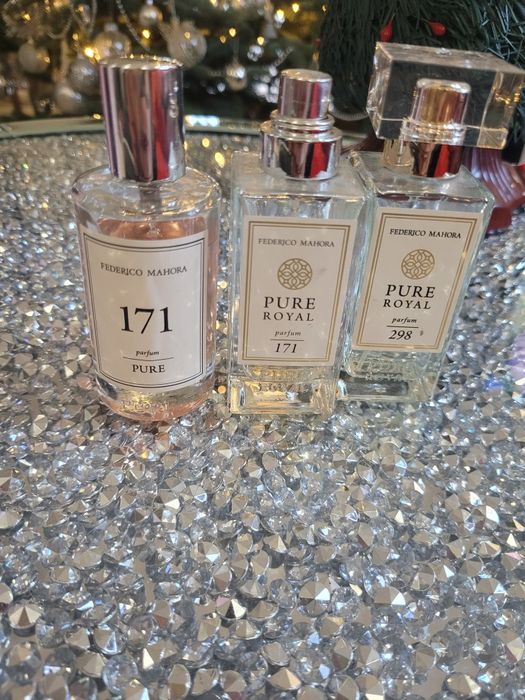 FEDERICO MAHORA
171
parfum
PURE
FEDERICO MAHORA
PURE
ROYAL
parfum
171
FEDERICO MAHORA
PURE
ROYAL
parfum
298